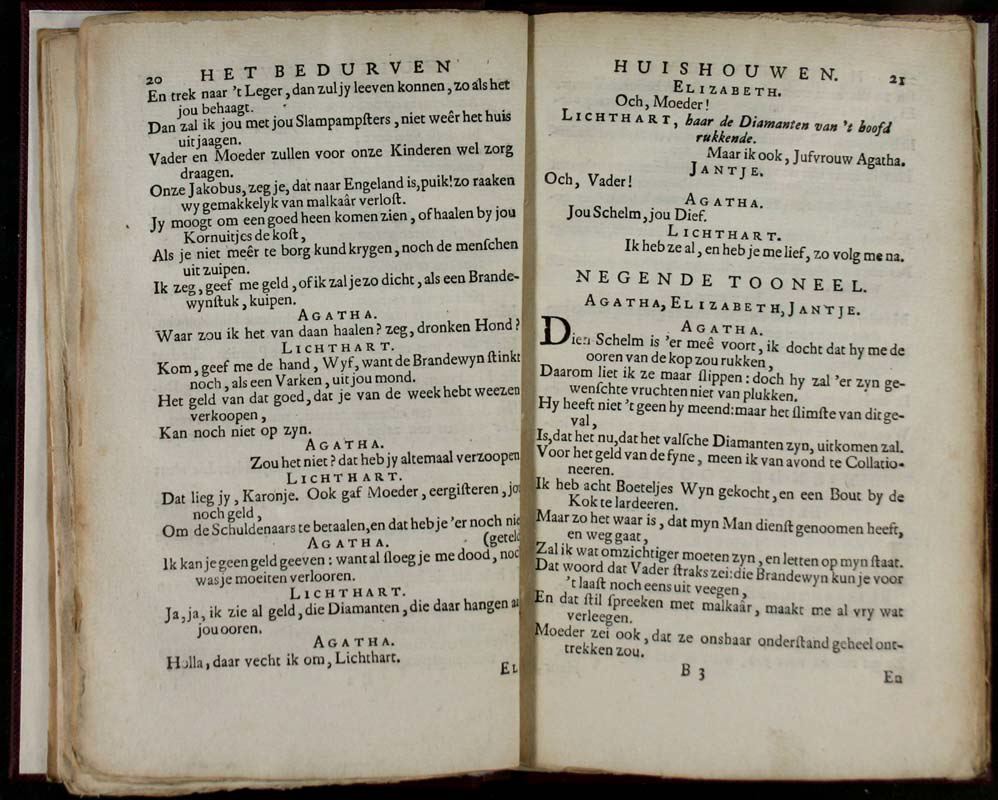 20 HET BEDURVEN
En trek naar 't Leger, dan zul jy leeven konnen, zo als het
jou behaagt.
Dan zal ik jou met jou Slampampſters, niet weêr het huis
uit jaagen.
Vader en Moeder zullen voor onze Kinderen wel zorg
draagen.
Onze Jakobus, zeg je, dat naar Engeland is, puik! zo raaken
wy gemakkelyk van malkaâr verloſt.
Jy moogt om een goed heen komen zien, of haalen by jou
Kornuitjes de koſt,
Als je niet meêr te borg kund krygen, noch de menſchen
uit zuipen.
Ik zeg, geef me geld, of ik zal je zo dicht, als een Brande-
wynſtuk, kuipen.
AGATHA.
Waar zou ik het van daan haalen? zeg, dronken Hond?
LICHTHART.
Kom, geef me de hand, Wyf, want de Brandewyn ſtinkt
noch, als een Varken, uit jou mond.
Het geld van dat goed, dat je van de week hebt weezen
verkoopen,
Kan noch niet op zyn.
AGATHA.
Zou het niet? dat heb jy altemaal verzoopen
LICHTHART.
Dat lieg jy, Karonje. Ook gaf Moeder, eergiſteren, jo
noch geld,
Om de Schuldenaars te betaalen, en dat heb je 'er noch nie
AGATHA. (geteld
Ik kan je geen geld geeven: want al ſloeg je me dood, noc
was je moeiten verlooren.
LICHTHART.
Ja, ja, ik zie al geld, die Diamanten, die daar hangen a
jou ooren.
AGATHA.
Holla, daar vecht ik om, Lichthart.
EL
HUISHOUWEN. 21
ELIZABETH.
Och, Moeder!
LICHTHART, haar de Diamanten van 't hoofd
rukkende.
Maar ik ook, Jufvrouw Agatha.
JANTJE.
Och, Vader!
AGATHA.
Jou Schelm, jou Dief.
LICHTHART.
Ik heb ze al, en heb je me lief, zo volg me na.
NEGENDE TOONEEL.
AGATHA, ELIZABETH, JANTJE.
AGATHA.
Dien Schelm is 'er meê voort, ik docht dat hy me de
ooren van de kop zou rukken,
Daarom liet ik ze maar ſlippen: doch hy zal 'er zyn ge-
wenſchte vruchten niet van plukken.
Hy heeft niet 't geen hy meend: maar het ſlimſte van dit ge-
val,
Is, dat het nu, dat het valſche Diamanten zyn, uitkomen zal.
Voor het geld van de fyne, meen ik van avond te Collatio-
neeren.
Ik heb acht Boeteljes Wyn gekocht, en een Bout by de
Kok te lardeeren.
Maar zo het waar is, dat myn Man dienſt genoomen heeft,
en weg gaat,
Zal ik wat omzichtiger moeten zyn, en letten op myn ſtaat.
Dat woord dat Vader ſtraks zei: die Brandewyn kun je voor
't laaſt noch eens uit veegen,
En dat ſtil ſpreeken met malkaâr, maakt me al vry wat
verleegen.
Moeder zei ook, dat ze ons haar onderſtand geheel ont-
trekken zou.
B 3 En